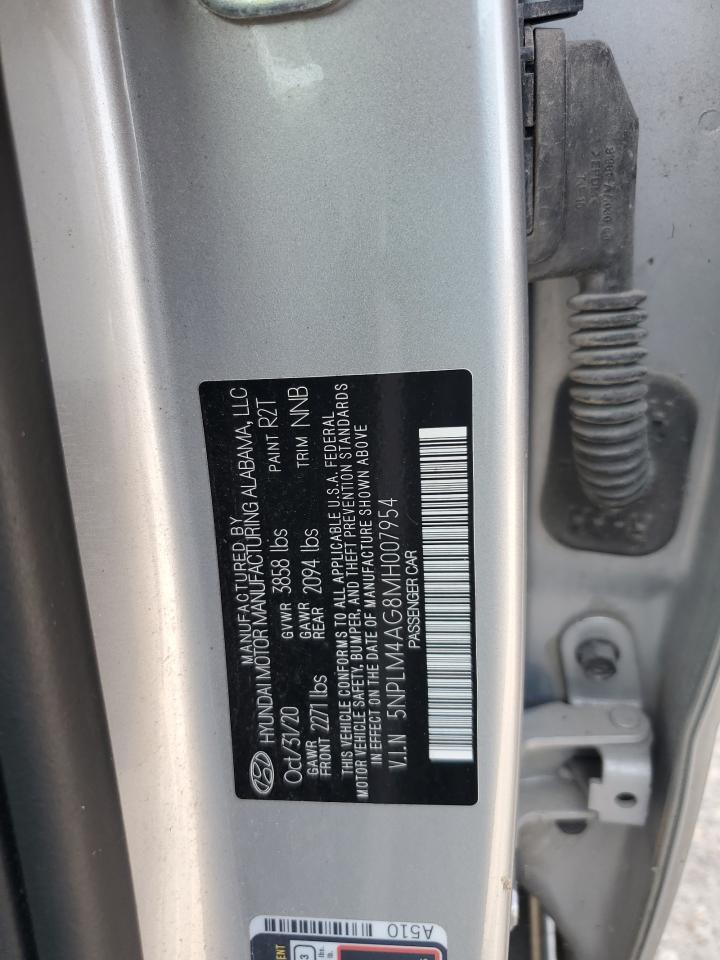 MANUFACTURED BY
HYUNDAI MOTOR MANUFACTURING ALABAMA, LLC
Oct/31/20 GVWR 3858 lbs PAINT R2T
GAWR FRONT 2271 lbs GAWR REAR 2094 lbs TRIM NNB
THIS VEHICLE CONFORMS TO ALL APPLICABLE U.S.A. FEDERAL
MOTOR VEHICLE SAFETY, BUMPER, AND THEFT PREVENTION STANDARDS
IN EFFECT ON THE DATE OF MANUFACTURE SHOWN ABOVE
V.I.N 5NPLM4AG8MH007954
PASSENGER CAR
A510
3